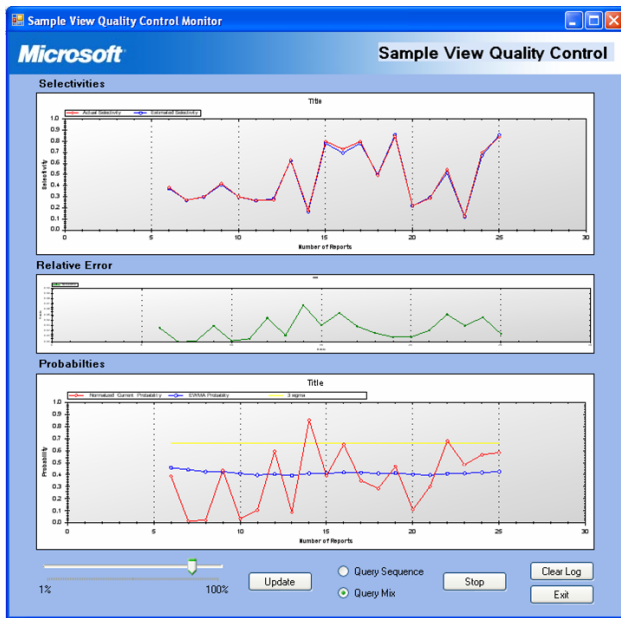 Sample View Quality Control Monitor
Microsoft
Sample View Quality Control
Selectivities
Title
Actual Selectivity Estimated Selectivity
1.0
0.9
0.8
0.7
0.6
0.5
0.4
0.3
0.2
0.1
0.0
Selectivity
0 5 10 15 20 25 30
Number of Reports
Relative Error
Probabilties
Title
Normalized Current Probability EWMA Probability 3 sigma
1.0
0.9
0.8
0.7
0.6
0.5
0.4
0.3
0.2
0.1
0.0
Probability
0 5 10 15 20 25 30
Number of Reports
1% 100%
Update
Query Sequence
Query Mix
Stop
Clear Log
Exit